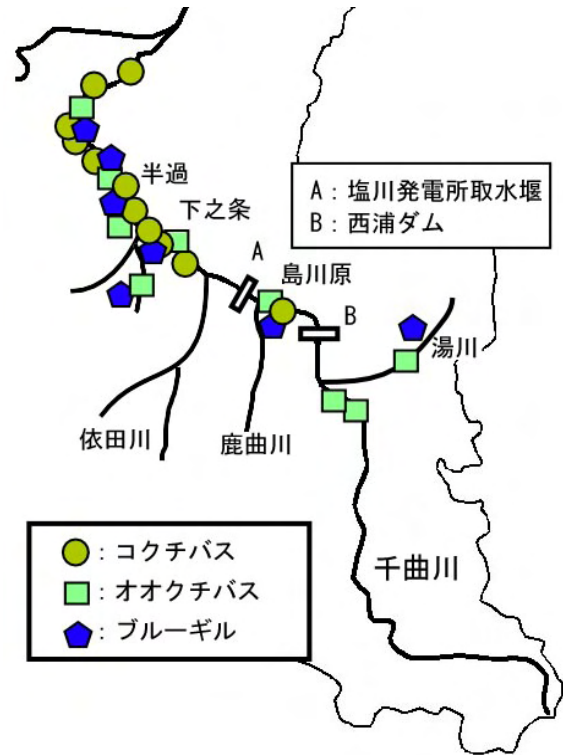 半過
A：塩川発電所取水堰
B：西浦ダム
下之条
A
島川原
B
湯川
依田川
鹿曲川
千曲川
：コクチバス
：オオクチバス
：ブルーギル